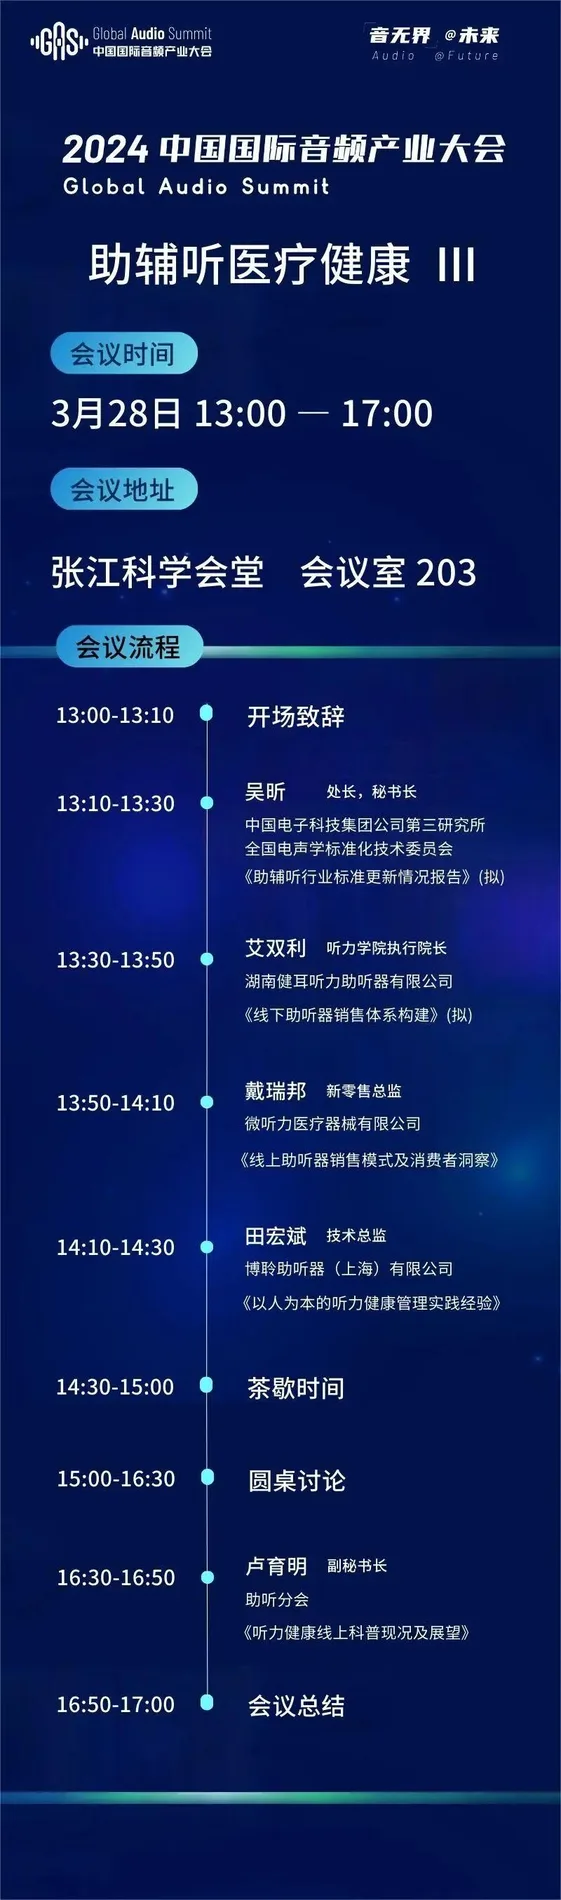 GAS Global Audio Summit
中国国际音频产业大会
音无界 @未来
Audio @Future
2024 中国国际音频产业大会
Global Audio Summit
助辅听医疗健康 III
会议时间
3月28日 13:00 — 17:00
会议地址
张江科学会堂 会议室 203
会议流程
13:00-13:10 开场致辞
13:10-13:30 吴昕 处长，秘书长
中国电子科技集团公司第三研究所
全国电声学标准化技术委员会
《助辅听行业标准更新情况报告》(拟)
13:30-13:50 艾双利 听力学院执行院长
湖南健耳听力助听器有限公司
《线下助听器销售体系构建》(拟)
13:50-14:10 戴瑞邦 新零售总监
微听力医疗器械有限公司
《线上助听器销售模式及消费者洞察》
14:10-14:30 田宏斌 技术总监
博聆助听器（上海）有限公司
《以人为本的听力健康管理实践经验》
14:30-15:00 茶歇时间
15:00-16:30 圆桌讨论
16:30-16:50 卢育明 副秘书长
助听分会
《听力健康线上科普现况及展望》
16:50-17:00 会议总结